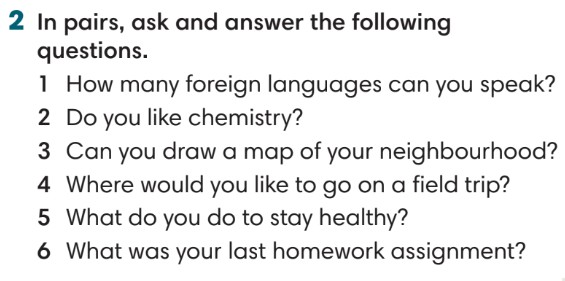 2 In pairs, ask and answer the following
questions.
1 How many foreign languages can you speak?
2 Do you like chemistry?
3 Can you draw a map of your neighbourhood?
4 Where would you like to go on a field trip?
5 What do you do to stay healthy?
6 What was your last homework assignment?